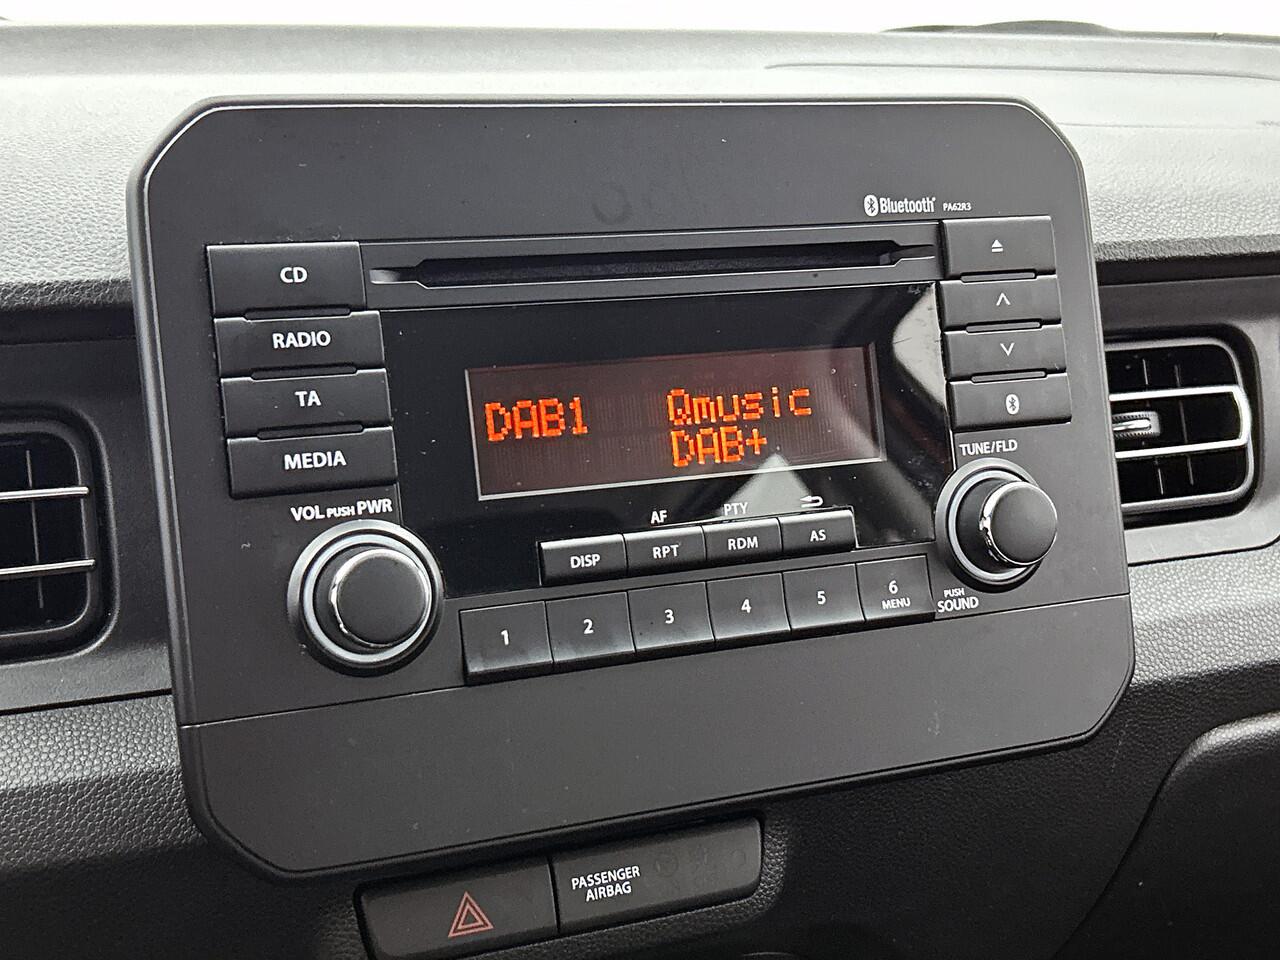 Bluetooth PA62R3
CD
RADIO
TA
MEDIA
VOL PUSH PWR
DAB1 Qmusic
DAB+
TUNE/FLD
AF PTY
DISP RPT RDM AS
1 2 3 4 5 6
MENU
PUSH
SOUND
PASSENGER
AIRBAG